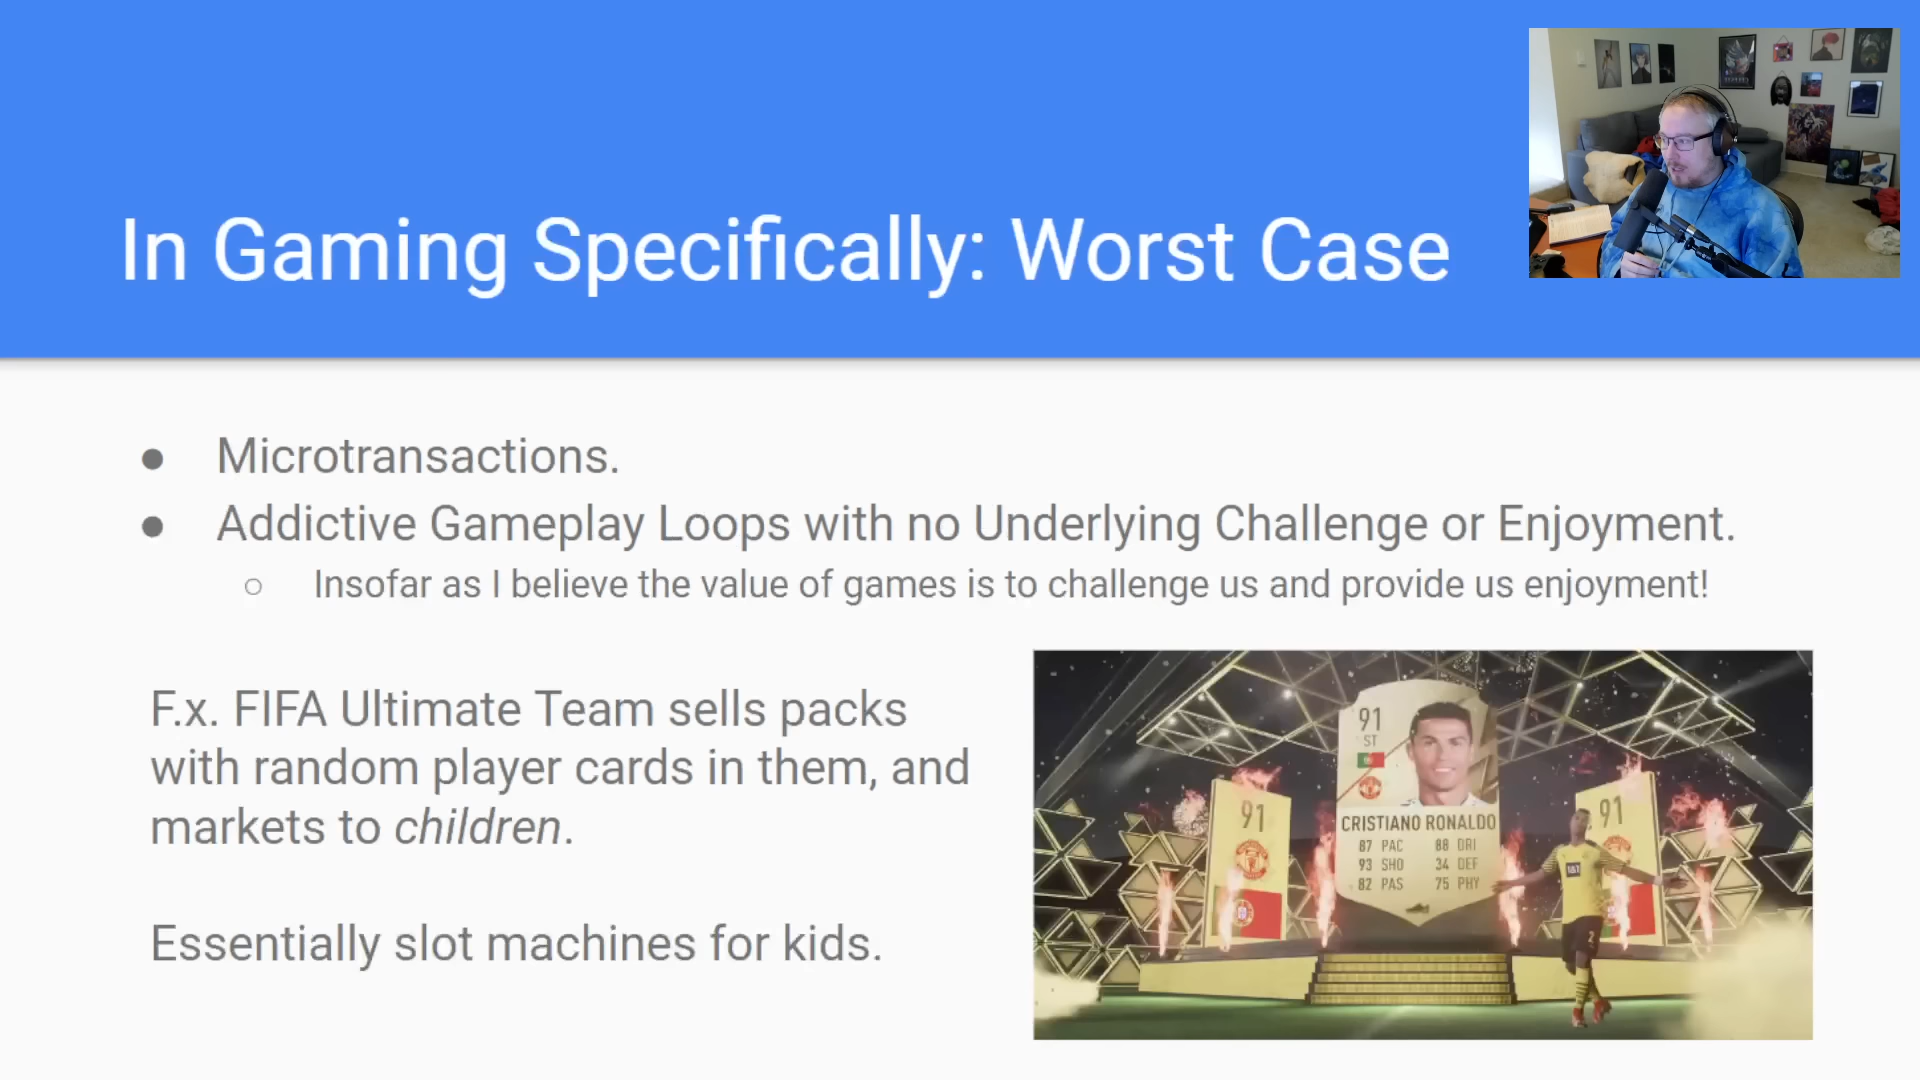 In Gaming Specifically: Worst Case
● Microtransactions.
● Addictive Gameplay Loops with no Underlying Challenge or Enjoyment.
○ Insofar as I believe the value of games is to challenge us and provide us enjoyment!
F.x. FIFA Ultimate Team sells packs
with random player cards in them, and
markets to children.
Essentially slot machines for kids.
91
ST
CRISTIANO RONALDO
87 PAC 88 DRI
93 SHO 34 DEF
82 PAS 75 PHY
91
91